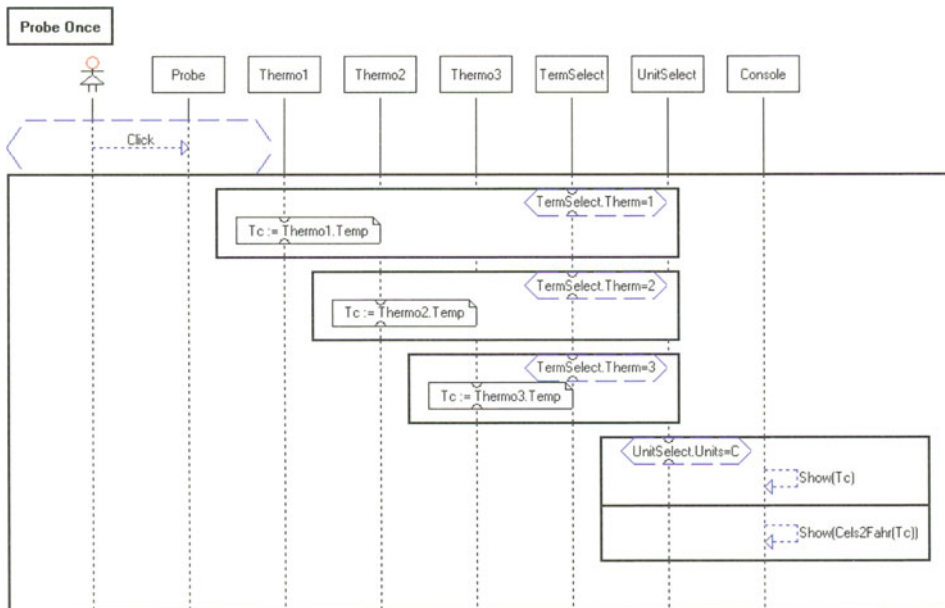 Probe Once
Probe
Thermo1
Thermo2
Thermo3
TermSelect
UnitSelect
Console
Click
TermSelect.Therm=1
Tc := Thermo1.Temp
TermSelect.Therm=2
Tc := Thermo2.Temp
TermSelect.Therm=3
Tc := Thermo3.Temp
UnitSelect.Units=C
Show(Tc)
Show(Cels2Fahr(Tc))